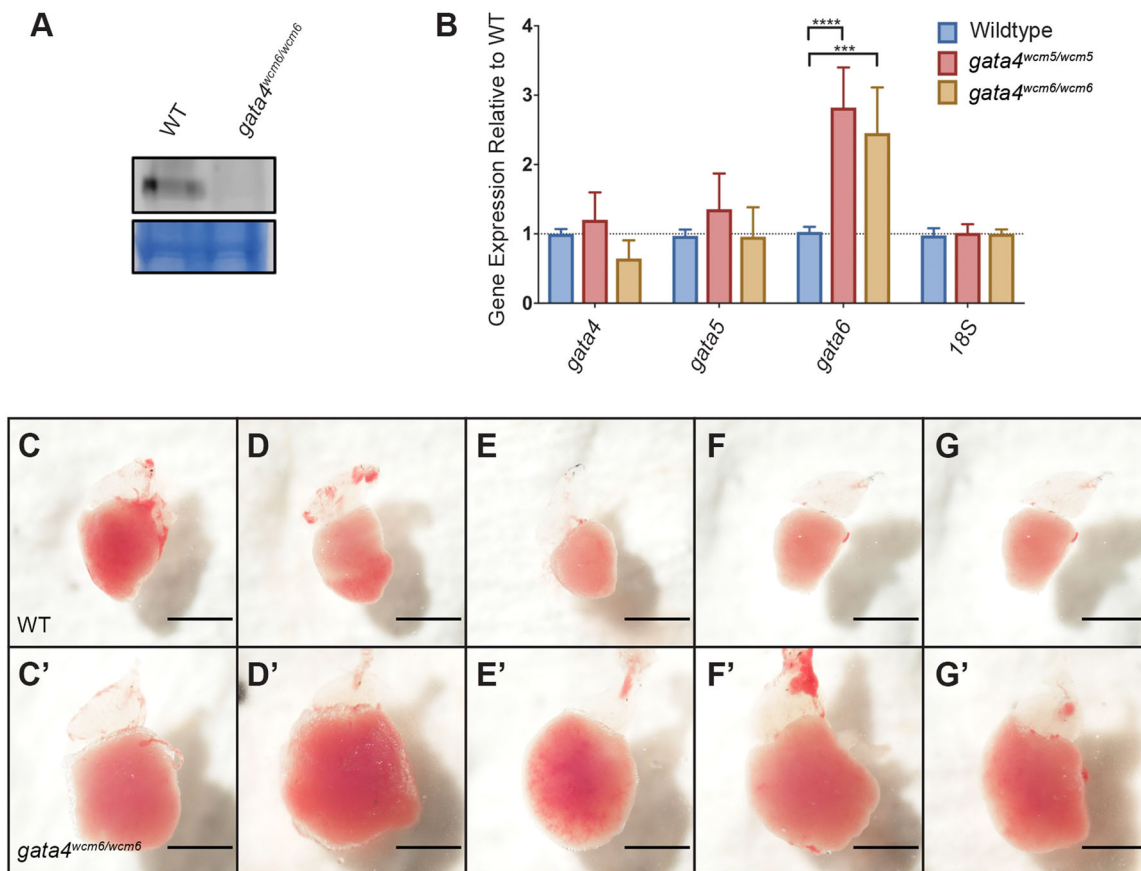 A
WT
gata4wcm6/wcm6
B
Gene Expression Relative to WT
4
3
2
1
0
****
***
Wildtype
gata4wcm5/wcm5
gata4wcm6/wcm6
gata4
gata5
gata6
18S
C
D
E
F
G
WT
C’
D’
E’
F’
G’
gata4wcm6/wcm6